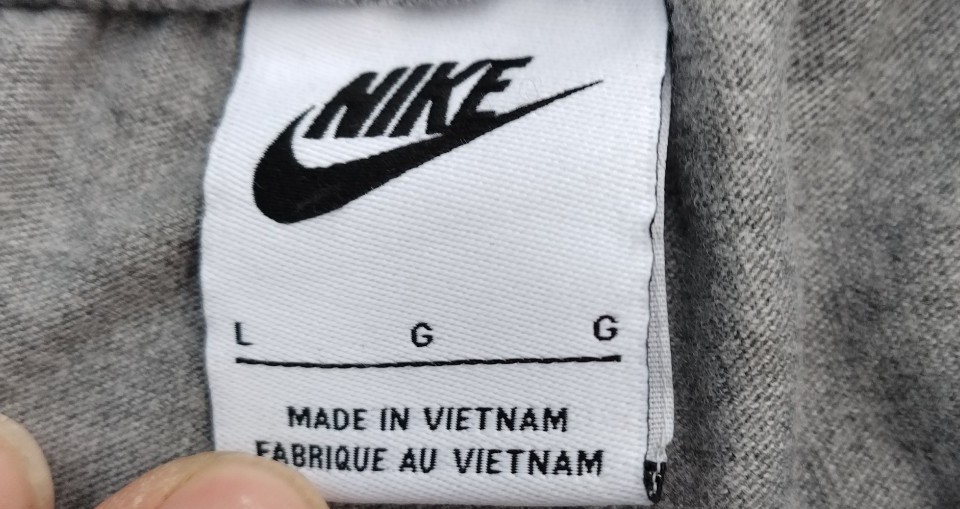 NIKE
L G G
MADE IN VIETNAM
FABRIQUE AU VIETNAM